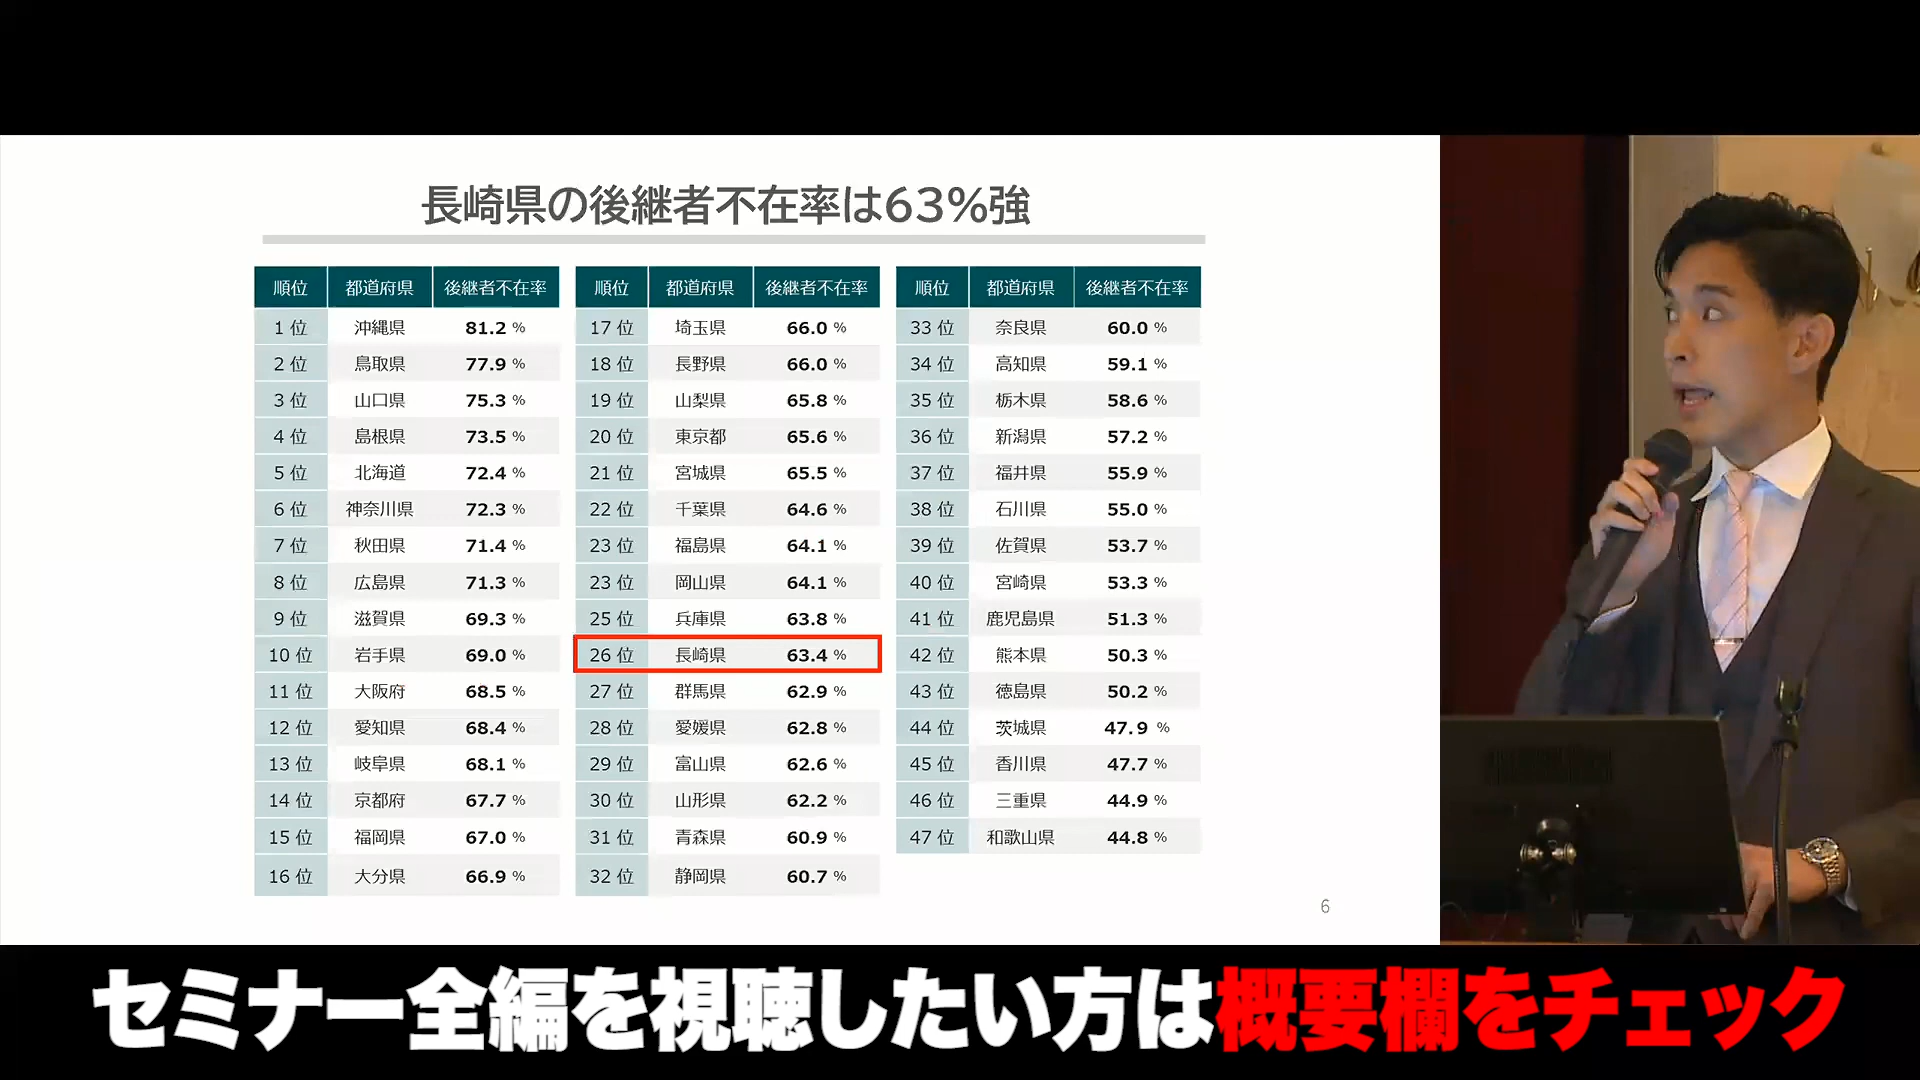 長崎県の後継者不在率は63%強
順位 都道府県 後継者不在率
1 位 沖縄県 81.2 %
2 位 鳥取県 77.9 %
3 位 山口県 75.3 %
4 位 島根県 73.5 %
5 位 北海道 72.4 %
6 位 神奈川県 72.3 %
7 位 秋田県 71.4 %
8 位 広島県 71.3 %
9 位 滋賀県 69.3 %
10 位 岩手県 69.0 %
11 位 大阪府 68.5 %
12 位 愛知県 68.4 %
13 位 岐阜県 68.1 %
14 位 京都府 67.7 %
15 位 福岡県 67.0 %
16 位 大分県 66.9 %
順位 都道府県 後継者不在率
17 位 埼玉県 66.0 %
18 位 長野県 66.0 %
19 位 山梨県 65.8 %
20 位 東京都 65.6 %
21 位 宮城県 65.5 %
22 位 千葉県 64.6 %
23 位 福島県 64.1 %
23 位 岡山県 64.1 %
25 位 兵庫県 63.8 %
26 位 長崎県 63.4 %
27 位 群馬県 62.9 %
28 位 愛媛県 62.8 %
29 位 富山県 62.6 %
30 位 山形県 62.2 %
31 位 青森県 60.9 %
32 位 静岡県 60.7 %
順位 都道府県 後継者不在率
33 位 奈良県 60.0 %
34 位 高知県 59.1 %
35 位 栃木県 58.6 %
36 位 新潟県 57.2 %
37 位 福井県 55.9 %
38 位 石川県 55.0 %
39 位 佐賀県 53.7 %
40 位 宮崎県 53.3 %
41 位 鹿児島県 51.3 %
42 位 熊本県 50.3 %
43 位 徳島県 50.2 %
44 位 茨城県 47.9 %
45 位 香川県 47.7 %
46 位 三重県 44.9 %
47 位 和歌山県 44.8 %
6
セミナー全編を視聴したい方は概要欄をチェック